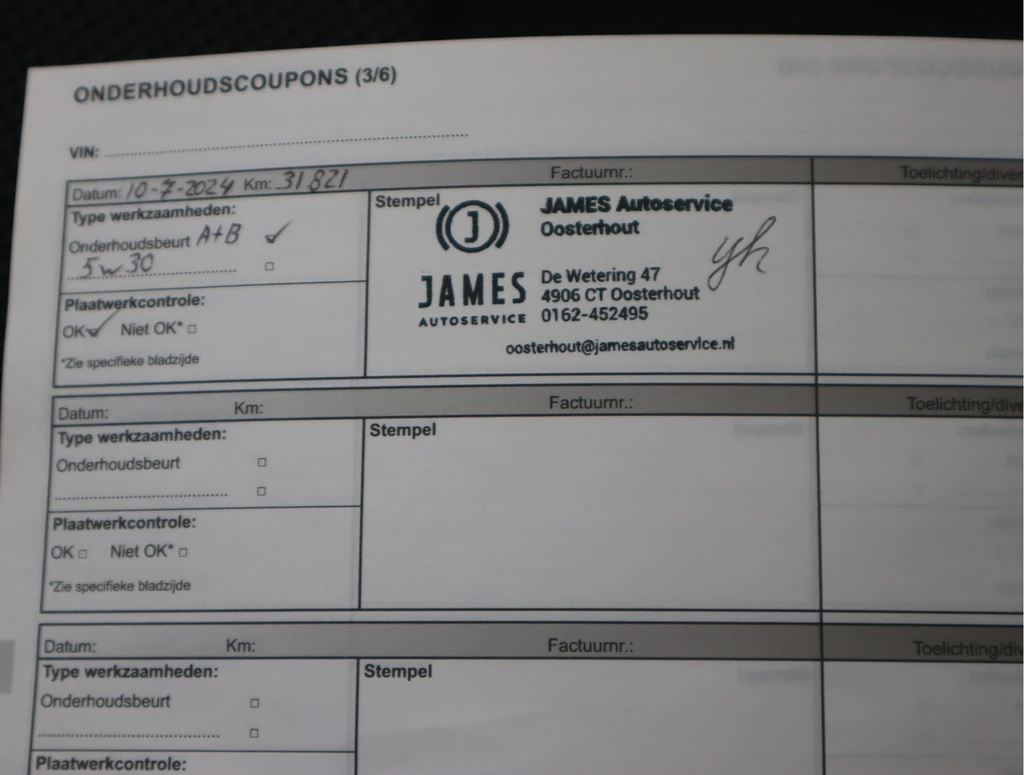 ONDERHOUDSCOUPONS (3/6)
VIN:
Datum: 10-7-2024 Km: 31821 Factuurnr.: Toelichting/diver
Type werkzaamheden:
Onderhoudsbeurt A+B
5w30
Plaatwerkcontrole:
OK Niet OK*
*Zie specifieke bladzijde
Stempel
J
JAMES
AUTOSERVICE
JAMES Autoservice
Oosterhout
De Wetering 47
4906 CT Oosterhout
0162-452495
oosterhout@jamesautoservice.nl
Datum: Km: Factuurnr.: Toelichting/dive
Type werkzaamheden:
Onderhoudsbeurt
Plaatwerkcontrole:
OK Niet OK*
*Zie specifieke bladzijde
Stempel
Datum: Km: Factuurnr.: Toelichting/div
Type werkzaamheden:
Onderhoudsbeurt
Plaatwerkcontrole:
Stempel